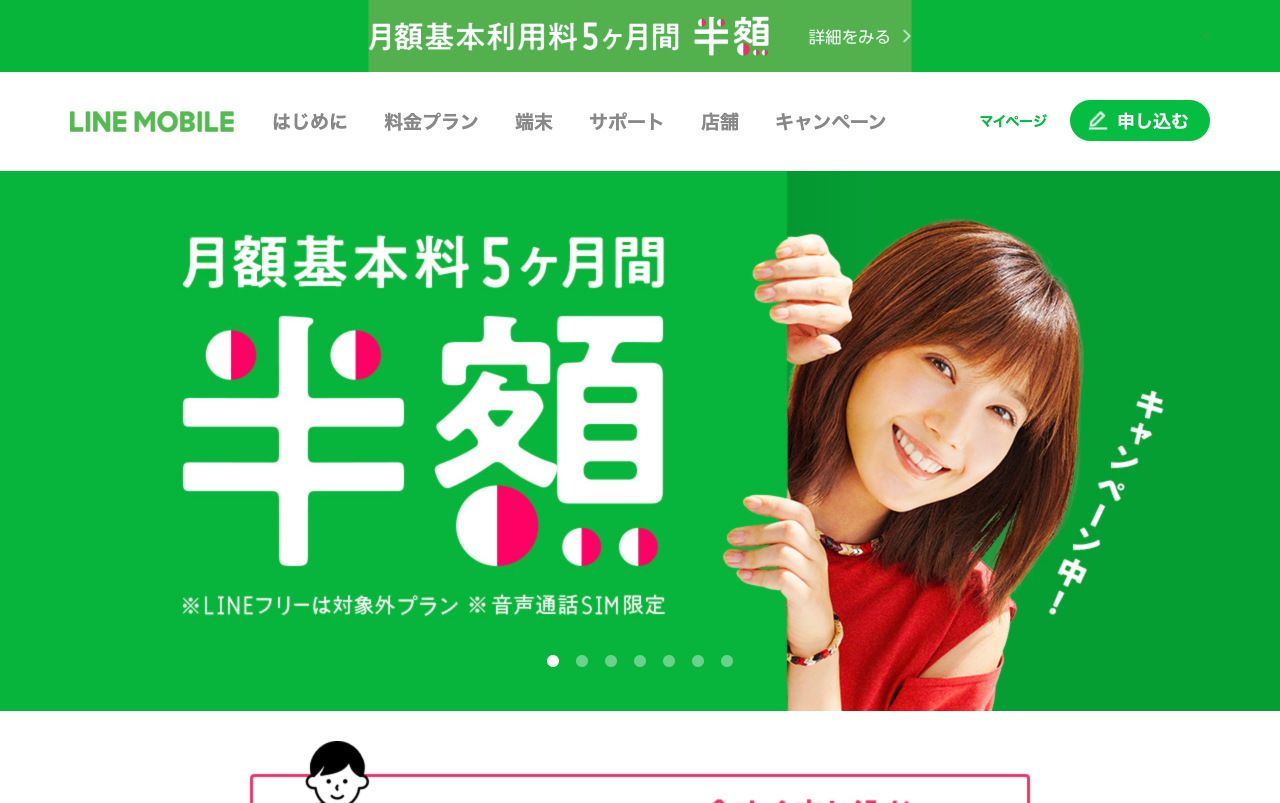 月額基本利用料5ヶ月間 半額 詳細をみる
LINE MOBILE はじめに 料金プラン 端末 サポート 店舗 キャンペーン マイページ 申し込む
月額基本料5ヶ月間
半額
※LINEフリーは対象外プラン ※音声通話SIM限定
キャンペーン中!